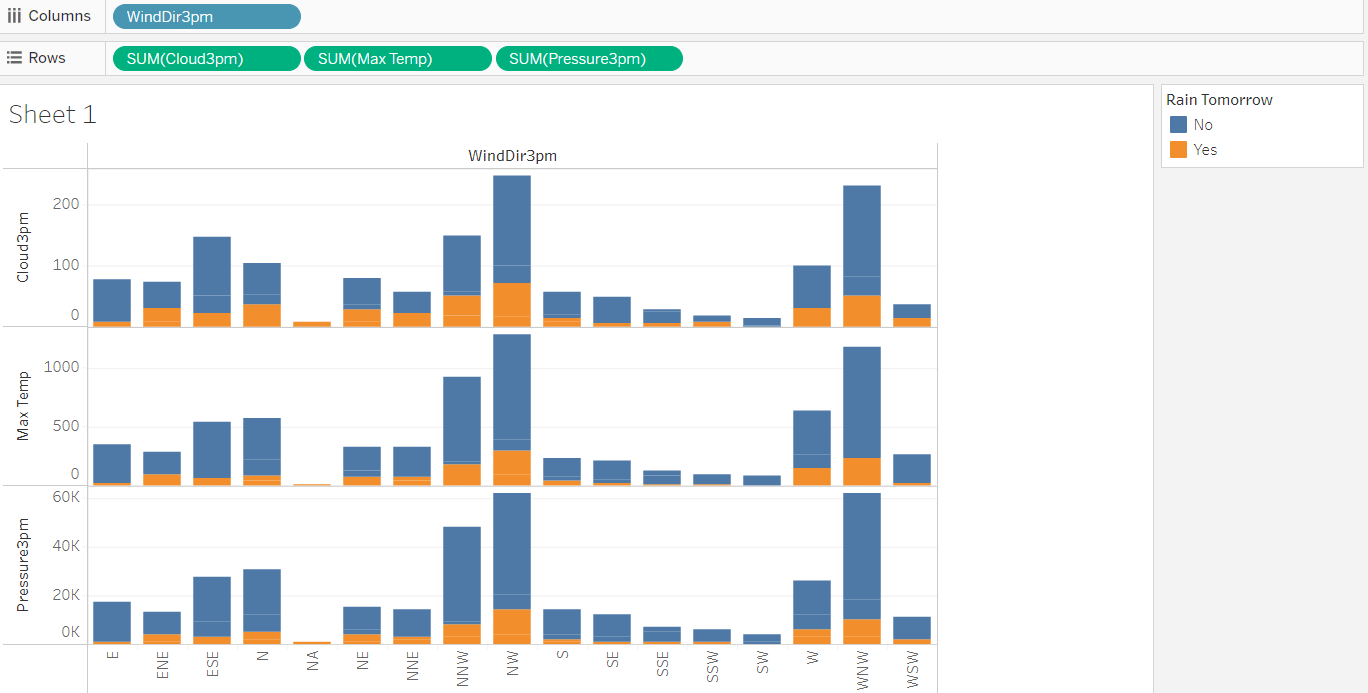 Columns WindDir3pm
Rows SUM(Cloud3pm) SUM(Max Temp) SUM(Pressure3pm)
Sheet 1
Rain Tomorrow
No
Yes
WindDir3pm
Cloud3pm
200
100
0
Max Temp
1000
500
0
Pressure3pm
60K
40K
20K
0K
E ENE ESE N NA NE NNE NNW NW S SE SSE SSW SW W WNW WSW